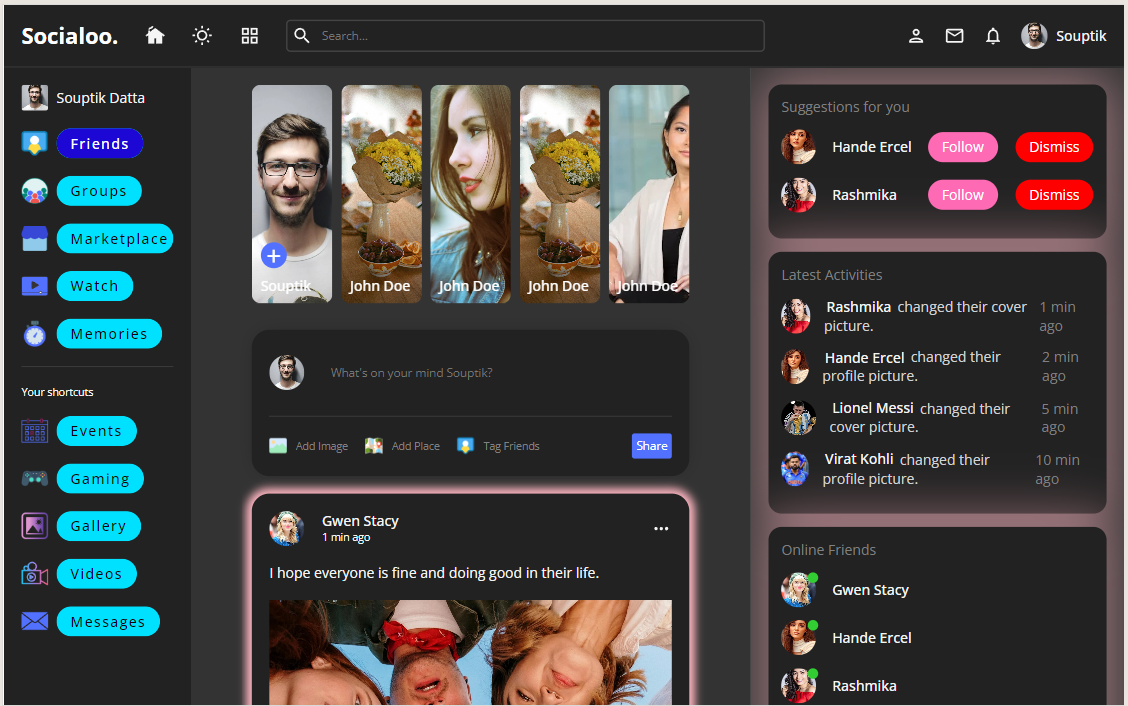 Socialoo.
Search...
Souptik
Souptik Datta
Friends
Groups
Marketplace
Watch
Memories
Your shortcuts
Events
Gaming
Gallery
Videos
Messages
Souptik
John Doe
John Doe
John Doe
John Doe
What's on your mind Souptik?
Add Image
Add Place
Tag Friends
Share
Gwen Stacy
1 min ago
I hope everyone is fine and doing good in their life.
Suggestions for you
Hande Ercel
Follow
Dismiss
Rashmika
Follow
Dismiss
Latest Activities
Rashmika changed their cover
picture.
1 min
ago
Hande Ercel changed their
profile picture.
2 min
ago
Lionel Messi changed their
cover picture.
5 min
ago
Virat Kohli changed their
profile picture.
10 min
ago
Online Friends
Gwen Stacy
Hande Ercel
Rashmika